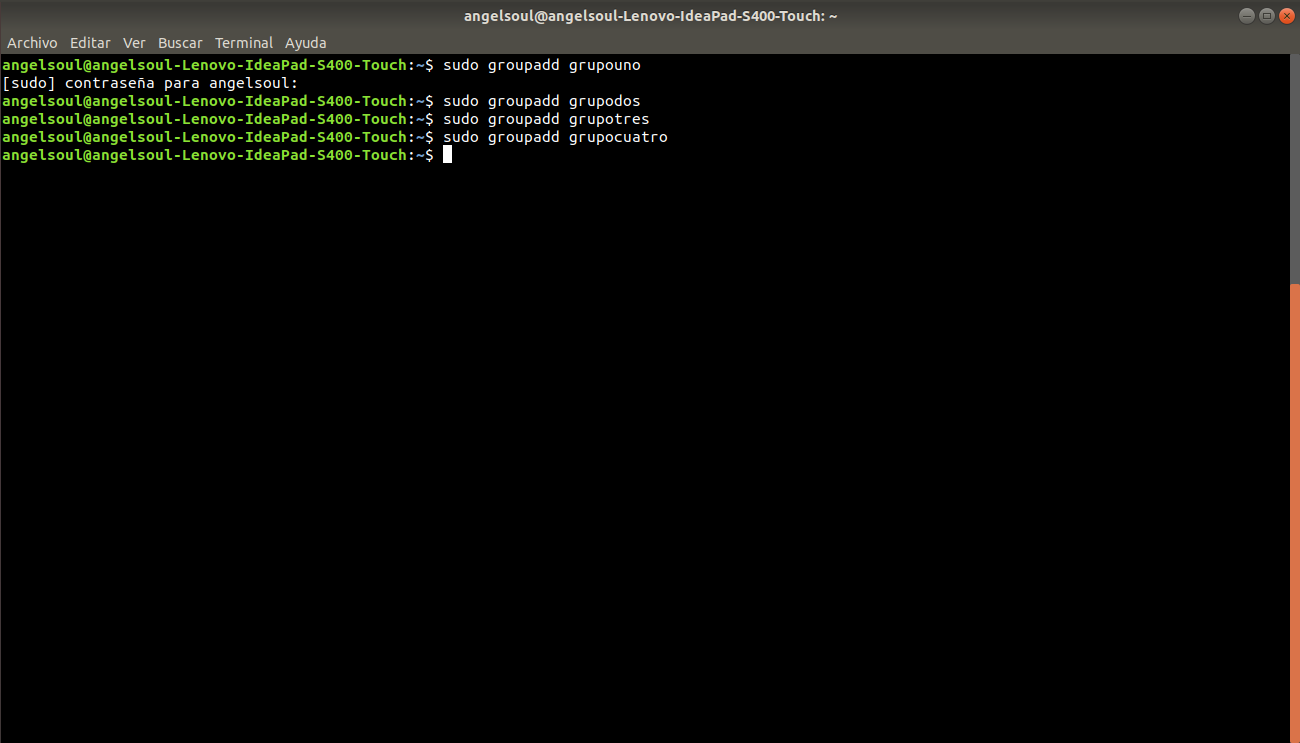 angelsoul@angelsoul-Lenovo-IdeaPad-S400-Touch: ~
Archivo Editar Ver Buscar Terminal Ayuda
angelsoul@angelsoul-Lenovo-IdeaPad-S400-Touch:~$ sudo groupadd grupouno
[sudo] contraseña para angelsoul:
angelsoul@angelsoul-Lenovo-IdeaPad-S400-Touch:~$ sudo groupadd grupodos
angelsoul@angelsoul-Lenovo-IdeaPad-S400-Touch:~$ sudo groupadd grupotres
angelsoul@angelsoul-Lenovo-IdeaPad-S400-Touch:~$ sudo groupadd grupocuatro
angelsoul@angelsoul-Lenovo-IdeaPad-S400-Touch:~$